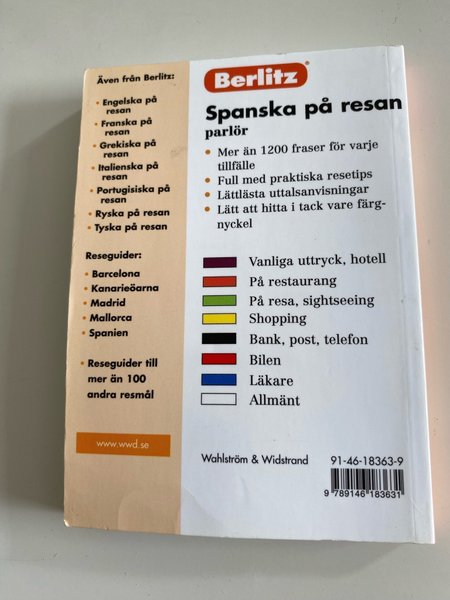 Även från Berlitz:
• Engelska på
resan
• Franska på
resan
• Grekiska på
resan
• Italienska på
resan
• Portugisiska på
resan
• Ryska på resan
• Tyska på resan
Reseguider:
• Barcelona
• Kanarieöarna
• Madrid
• Mallorca
• Spanien
• Reseguider till
mer än 100
andra resmål
www.wwd.se
Berlitz
Spanska på resan
parlör
• Mer än 1200 fraser för varje
tillfälle
• Full med praktiska resetips
• Lättlästa uttalsanvisningar
• Lätt att hitta i tack vare färg-
nyckel
Vanliga uttryck, hotell
På restaurang
På resa, sightseeing
Shopping
Bank, post, telefon
Bilen
Läkare
Allmänt
Wahlström & Widstrand
91-46-18363-9
9 789146 183631